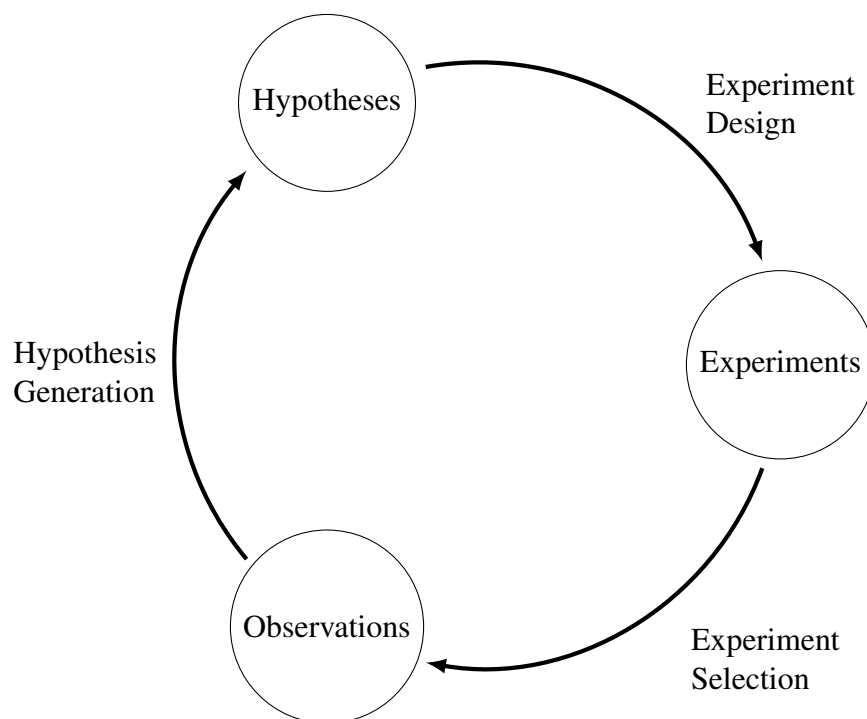 Hypotheses
Experiment
Design
Experiments
Hypothesis
Generation
Observations
Experiment
Selection